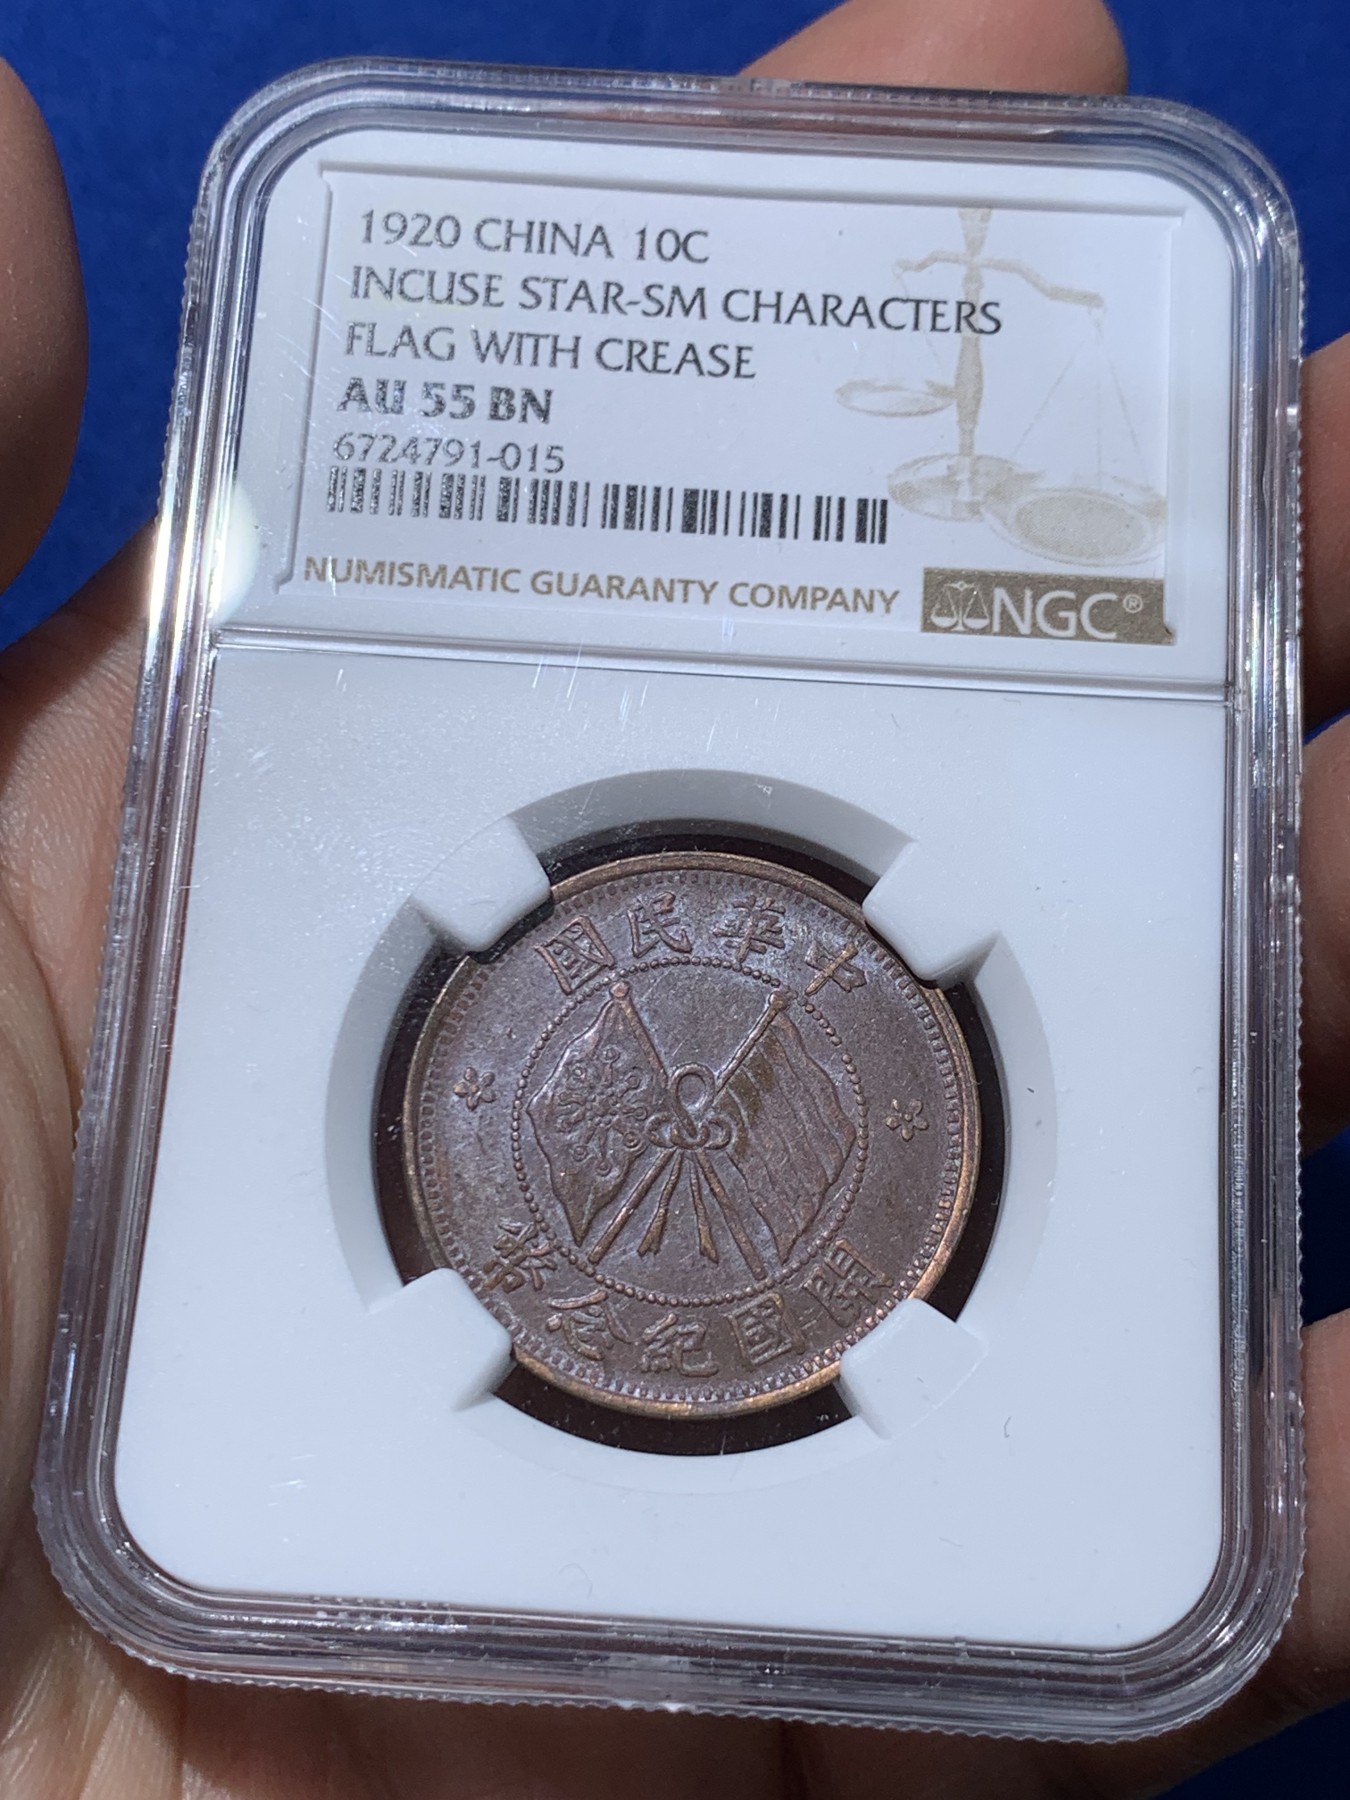 1920 CHINA 10C
INCUSE STAR-SM CHARACTERS
FLAG WITH CREASE
AU 55 BN
6724791-015
NUMISMATIC GUARANTY COMPANY NGC®
中華民國
開國紀念幣